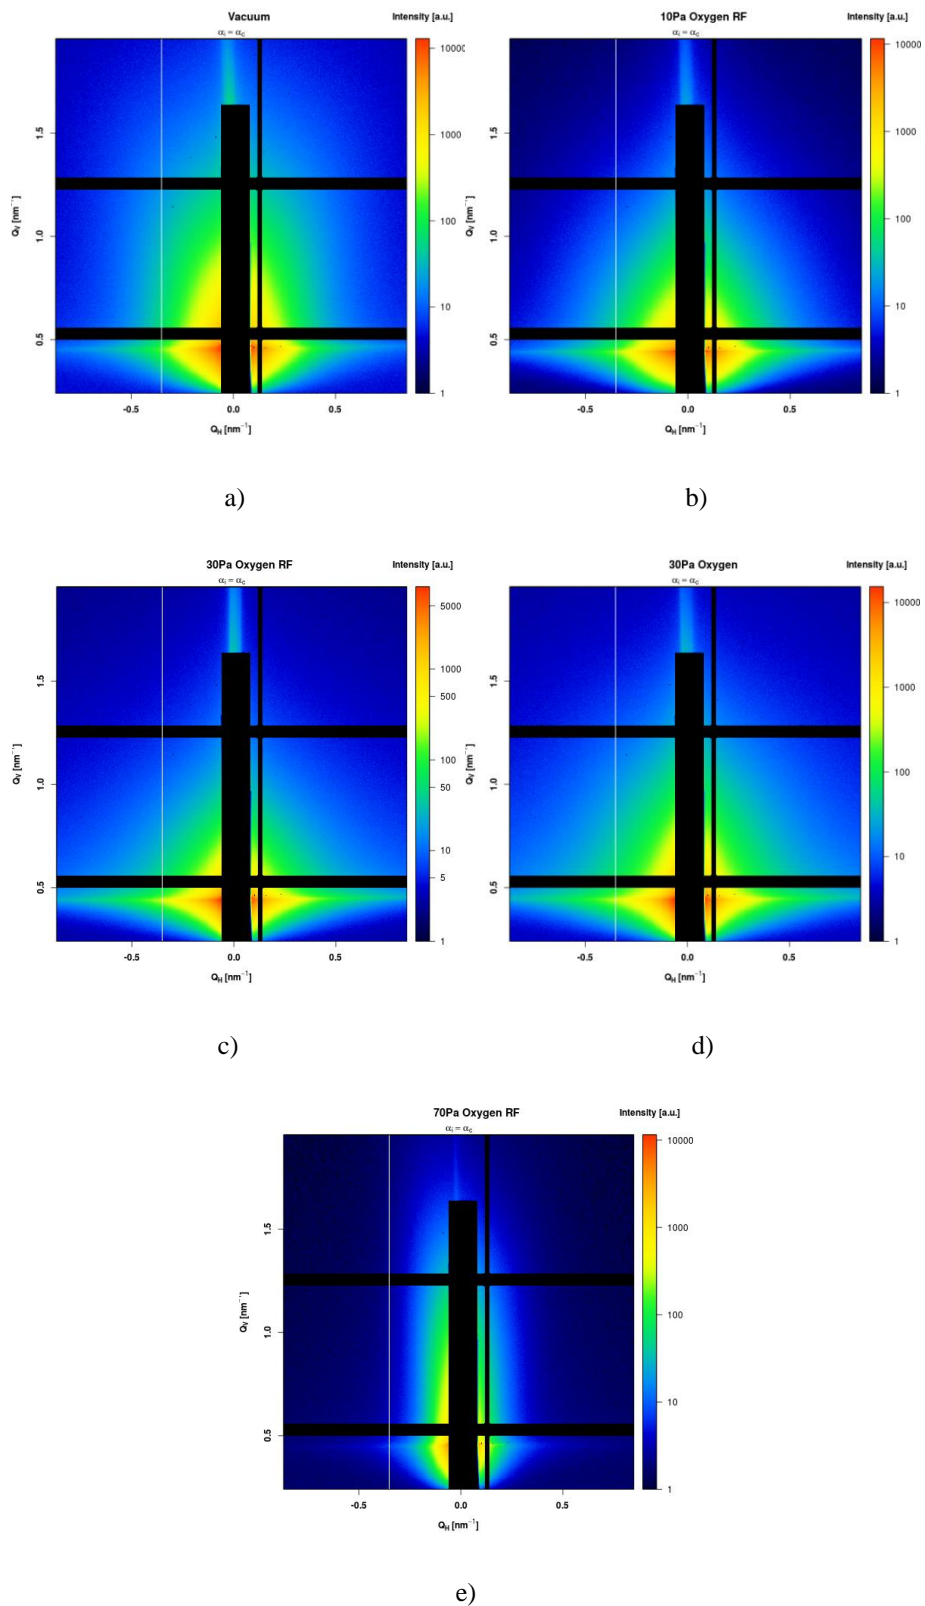 Vacuum
Intensity [a.u.]
αi = αc
10000
1000
100
10
1
1.5
1.0
0.5
QV [nm−1]
-0.5
0.0
0.5
QH [nm−1]
a)
10Pa Oxygen RF
Intensity [a.u.]
αi = αc
10000
1000
100
10
1
1.5
1.0
0.5
QV [nm−1]
-0.5
0.0
0.5
QH [nm−1]
b)
30Pa Oxygen RF
Intensity [a.u.]
αi = αc
5000
1000
500
100
50
10
5
1
1.5
1.0
0.5
QV [nm−1]
-0.5
0.0
0.5
QH [nm−1]
c)
30Pa Oxygen
Intensity [a.u.]
αi = αc
10000
1000
100
10
1
1.5
1.0
0.5
QV [nm−1]
-0.5
0.0
0.5
QH [nm−1]
d)
70Pa Oxygen RF
Intensity [a.u.]
αi = αc
10000
1000
100
10
1
1.5
1.0
0.5
QV [nm−1]
-0.5
0.0
0.5
QH [nm−1]
e)